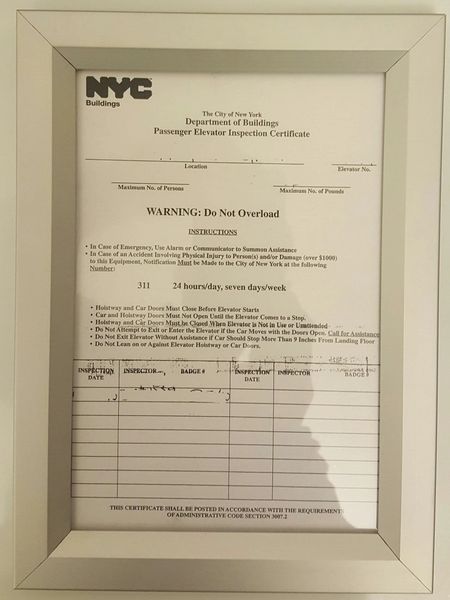 NYC
Buildings
The City of New York
Department of Buildings
Passenger Elevator Inspection Certificate
Location
Elevator No.
Maximum No. of Persons
Maximum No. of Pounds
WARNING: Do Not Overload
INSTRUCTIONS
• In Case of Emergency, Use Alarm or Communicator to Summon Assistance
• In Case of an Accident Involving Physical Injury to Person(s) and/or Damage (over $1000)
to this Equipment, Notification Must be Made to the City of New York at the following
Number:
311 24 hours/day, seven days/week
• Hoistway and Car Doors Must Close Before Elevator Starts
• Car and Hoistway Doors Must Not Open Until the Elevator Comes to a Stop.
• Hoistway and Car Doors Must be Closed When Elevator is Not in Use or Unattended
• Do Not Attempt to Exit or Enter the Elevator if the Car Moves with the Doors Open. Call for Assistance
• Do Not Exit Elevator Without Assistance if Car Should Stop More Than 9 Inches From Landing Floor
• Do Not Lean on or Against Elevator Hoistway or Car Doors.
INSPECTION DATE INSPECTOR BADGE # INSPECTION DATE INSPECTOR BADGE #
THIS CERTIFICATE SHALL BE POSTED IN ACCORDANCE WITH THE REQUIREMENTS
OF ADMINISTRATIVE CODE SECTION 3007.2